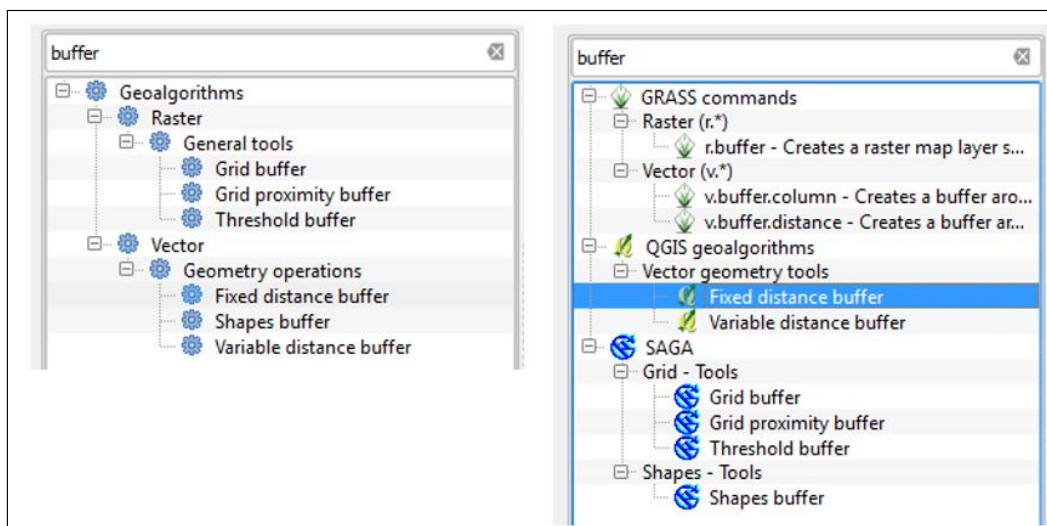 buffer
Geoalgorithms
Raster
General tools
Grid buffer
Grid proximity buffer
Threshold buffer
Vector
Geometry operations
Fixed distance buffer
Shapes buffer
Variable distance buffer
buffer
GRASS commands
Raster (r.*)
r.buffer - Creates a raster map layer s...
Vector (v.*)
v.buffer.column - Creates a buffer aro...
v.buffer.distance - Creates a buffer ar...
QGIS geoalgorithms
Vector geometry tools
Fixed distance buffer
Variable distance buffer
SAGA
Grid - Tools
Grid buffer
Grid proximity buffer
Threshold buffer
Shapes - Tools
Shapes buffer